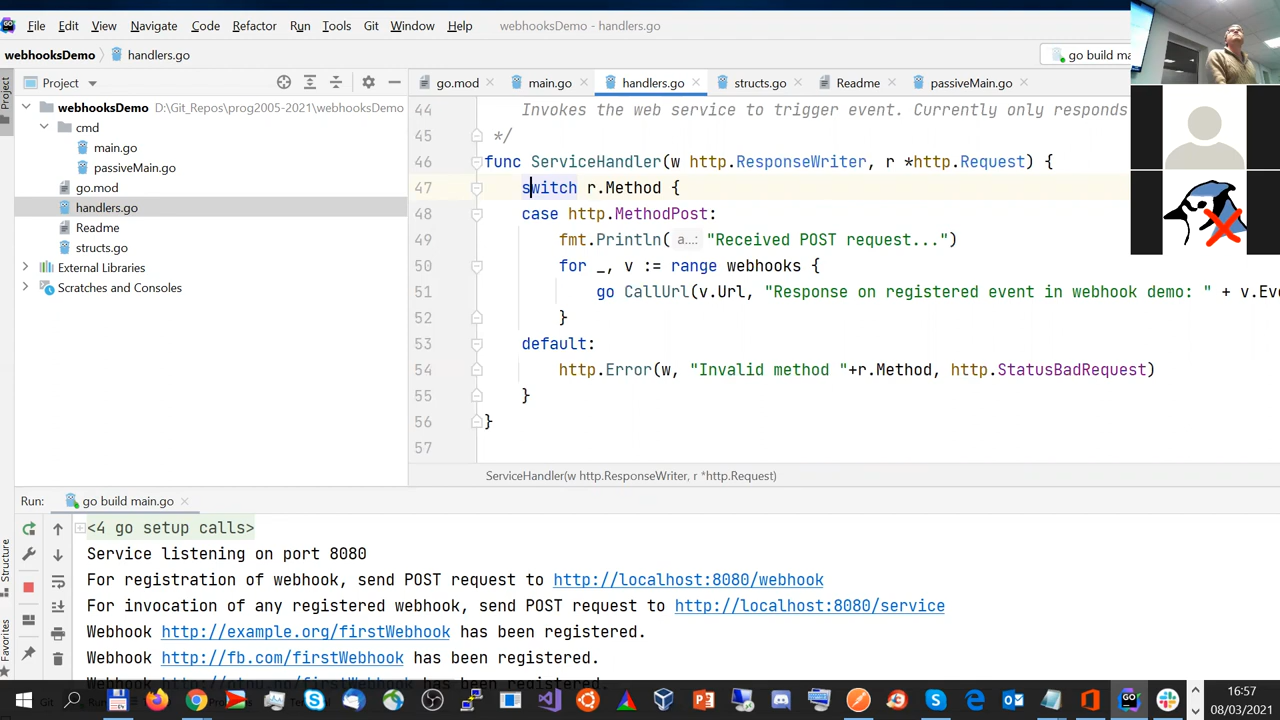 File Edit View Navigate Code Refactor Run Tools Git Window Help webhooksDemo - handlers.go
webhooksDemo handlers.go
go build
Project
Project
go.mod main.go handlers.go structs.go Readme passiveMain.go
webhooksDemo D:\Git_Repos\prog2005-2021\webhooksDemo
cmd
main.go
passiveMain.go
go.mod
handlers.go
Readme
structs.go
External Libraries
Scratches and Consoles
44 Invokes the web service to trigger event. Currently only responds
45 */
46 func ServiceHandler(w http.ResponseWriter, r *http.Request) {
47 switch r.Method {
48 case http.MethodPost:
49 fmt.Println( a...: "Received POST request...")
50 for _, v := range webhooks {
51 go CallUrl(v.Url, "Response on registered event in webhook demo: " + v.Eve
52 }
53 default:
54 http.Error(w, "Invalid method "+r.Method, http.StatusBadRequest)
55 }
56 }
57
ServiceHandler(w http.ResponseWriter, r *http.Request)
Run: go build main.go
Structure
Favorites
<4 go setup calls>
Service listening on port 8080
For registration of webhook, send POST request to http://localhost:8080/webhook
For invocation of any registered webhook, send POST request to http://localhost:8080/service
Webhook http://example.org/firstWebhook has been registered.
Webhook http://fb.com/firstWebhook has been registered.
16:57
08/03/2021